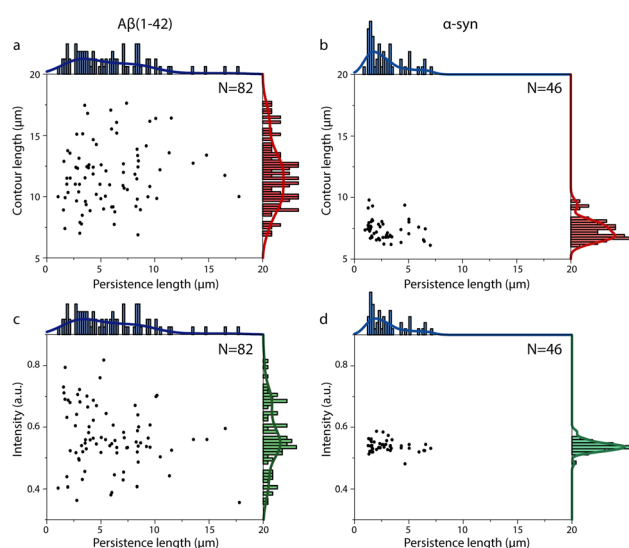 Aβ(1-42)
α-syn
a
b
20
15
10
5
Contour length (μm)
N=82
0
5
10
15
20
Persistence length (μm)
20
15
10
5
Contour length (μm)
N=46
0
5
10
15
20
Persistence length (μm)
c
d
0.8
0.6
0.4
Intensity (a.u.)
N=82
0
5
10
15
20
Persistence length (μm)
0.8
0.6
0.4
Intensity (a.u.)
N=46
0
5
10
15
20
Persistence length (μm)